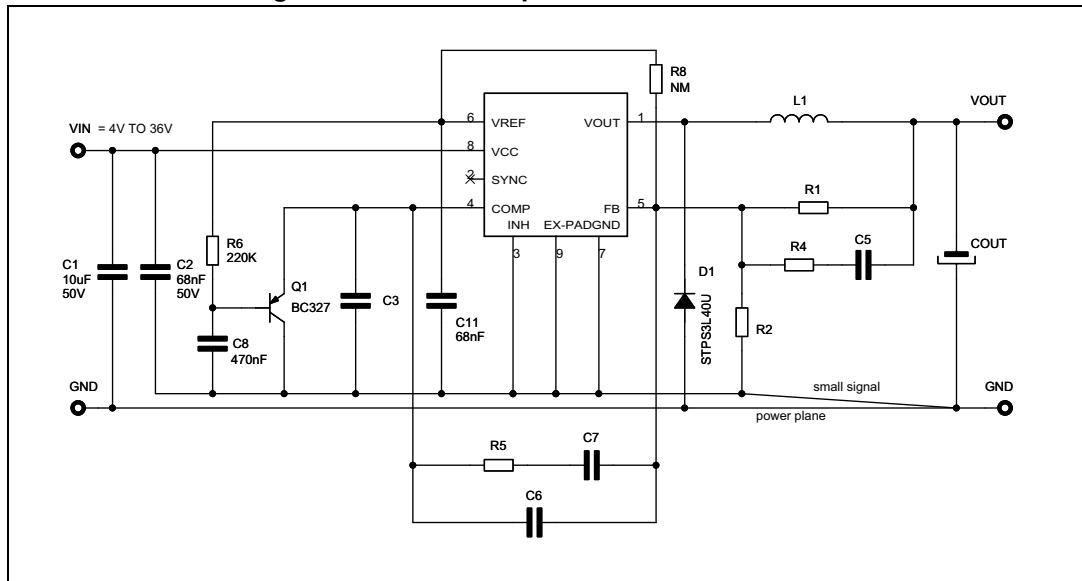 VIN = 4V TO 36V
GND
C1
10uF
50V
C2
68nF
50V
R6
220K
C8
470nF
Q1
BC327
C3
C11
68nF
6
8
2
4
VREF
VCC
SYNC
COMP
INH
EX-PADGND
VOUT
FB
1
5
3
9
7
R8
NM
L1
VOUT
R1
R4
C5
COUT
D1
STPS3L40U
R2
small signal
power plane
GND
R5
C7
C6